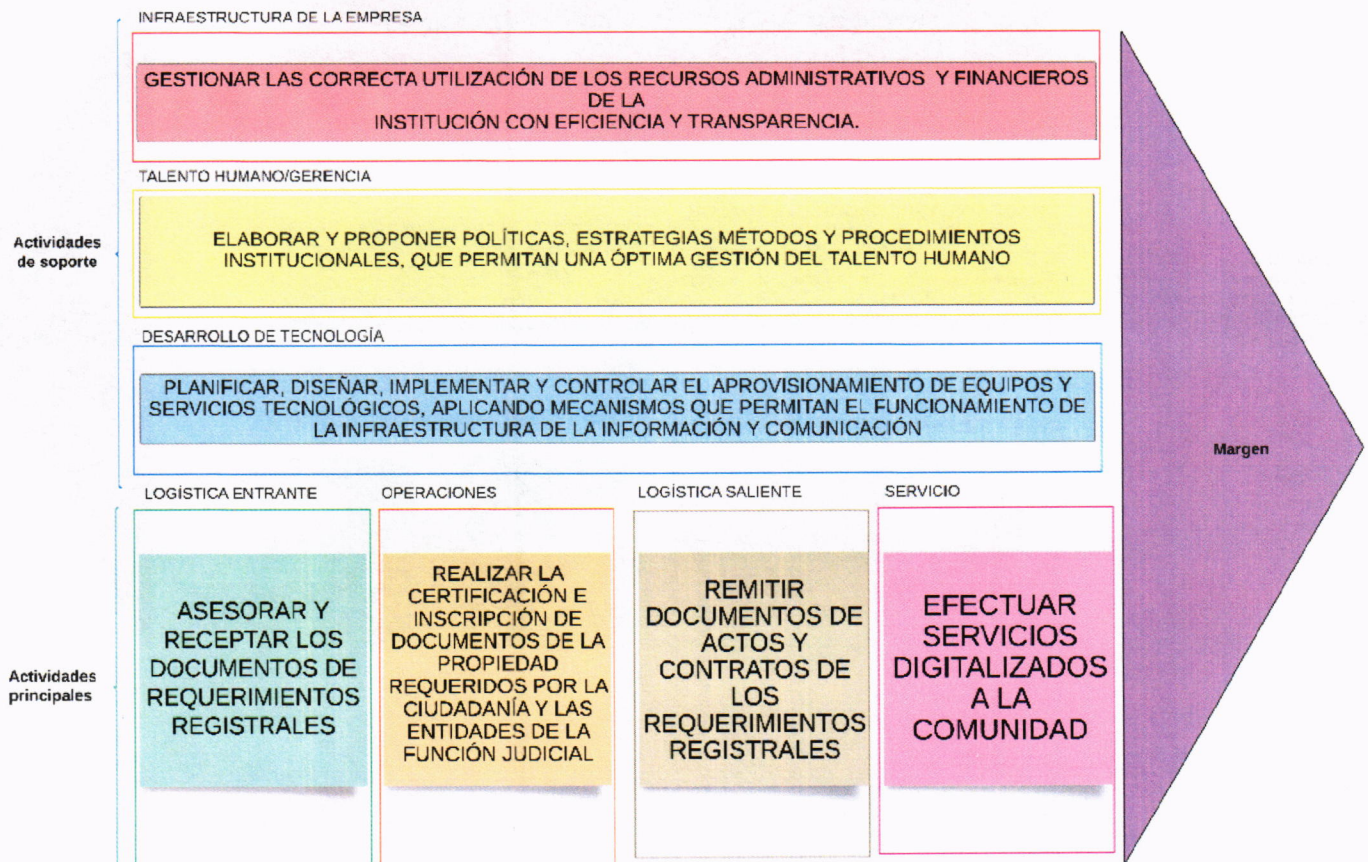 INFRAESTRUCTURA DE LA EMPRESA
GESTIONAR LAS CORRECTA UTILIZACIÓN DE LOS RECURSOS ADMINISTRATIVOS Y FINANCIEROS
DE LA
INSTITUCIÓN CON EFICIENCIA Y TRANSPARENCIA.
TALENTO HUMANO/GERENCIA
Actividades
de soporte
ELABORAR Y PROPONER POLÍTICAS, ESTRATEGIAS MÉTODOS Y PROCEDIMIENTOS
INSTITUCIONALES, QUE PERMITAN UNA ÓPTIMA GESTIÓN DEL TALENTO HUMANO
DESARROLLO DE TECNOLOGÍA
PLANIFICAR, DISEÑAR, IMPLEMENTAR Y CONTROLAR EL APROVISIONAMIENTO DE EQUIPOS Y
SERVICIOS TECNOLÓGICOS, APLICANDO MECANISMOS QUE PERMITAN EL FUNCIONAMIENTO DE
LA INFRAESTRUCTURA DE LA INFORMACIÓN Y COMUNICACIÓN
Margen
Actividades
principales
LOGÍSTICA ENTRANTE
ASESORAR Y
RECEPTAR LOS
DOCUMENTOS DE
REQUERIMIENTOS
REGISTRALES
OPERACIONES
REALIZAR LA
CERTIFICACIÓN E
INSCRIPCIÓN DE
DOCUMENTOS DE LA
PROPIEDAD
REQUERIDOS POR LA
CIUDADANÍA Y LAS
ENTIDADES DE LA
FUNCIÓN JUDICIAL
LOGÍSTICA SALIENTE
REMITIR
DOCUMENTOS DE
ACTOS Y
CONTRATOS DE
LOS
REQUERIMIENTOS
REGISTRALES
SERVICIO
EFECTUAR
SERVICIOS
DIGITALIZADOS
A LA
COMUNIDAD